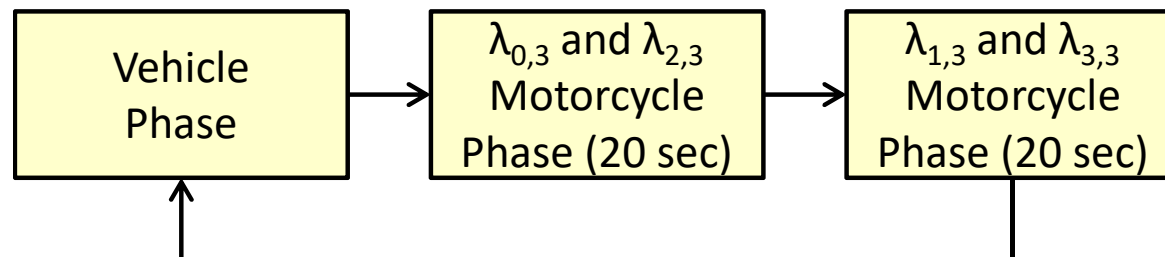 Vehicle
Phase
λ0,3 and λ2,3
Motorcycle
Phase (20 sec)
λ1,3 and λ3,3
Motorcycle
Phase (20 sec)